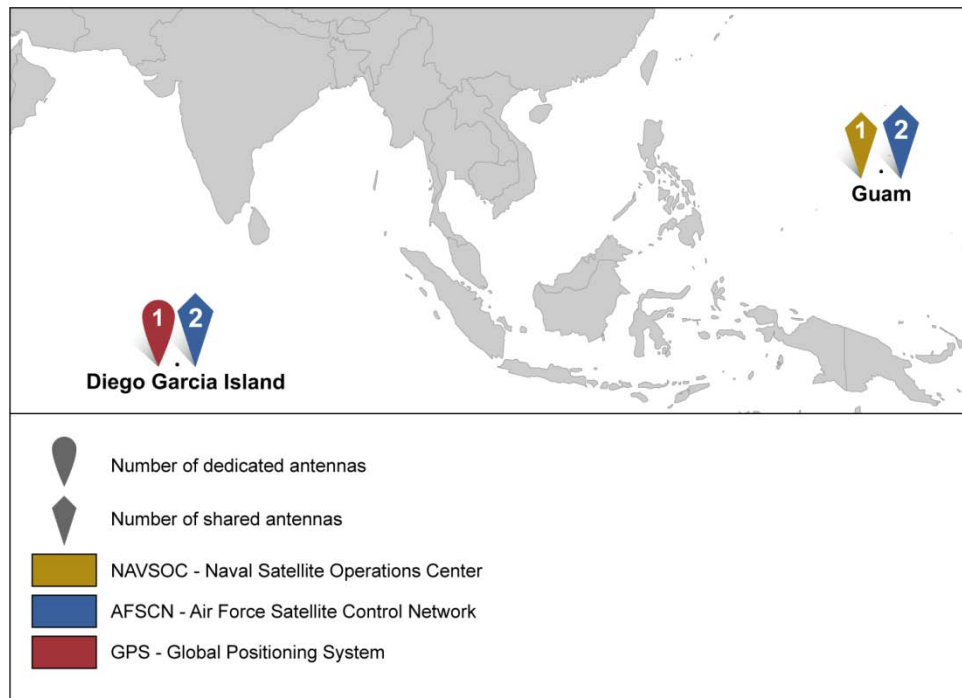 1 2
Guam
1 2
Diego Garcia Island
Number of dedicated antennas
Number of shared antennas
NAVSOC - Naval Satellite Operations Center
AFSCN - Air Force Satellite Control Network
GPS - Global Positioning System